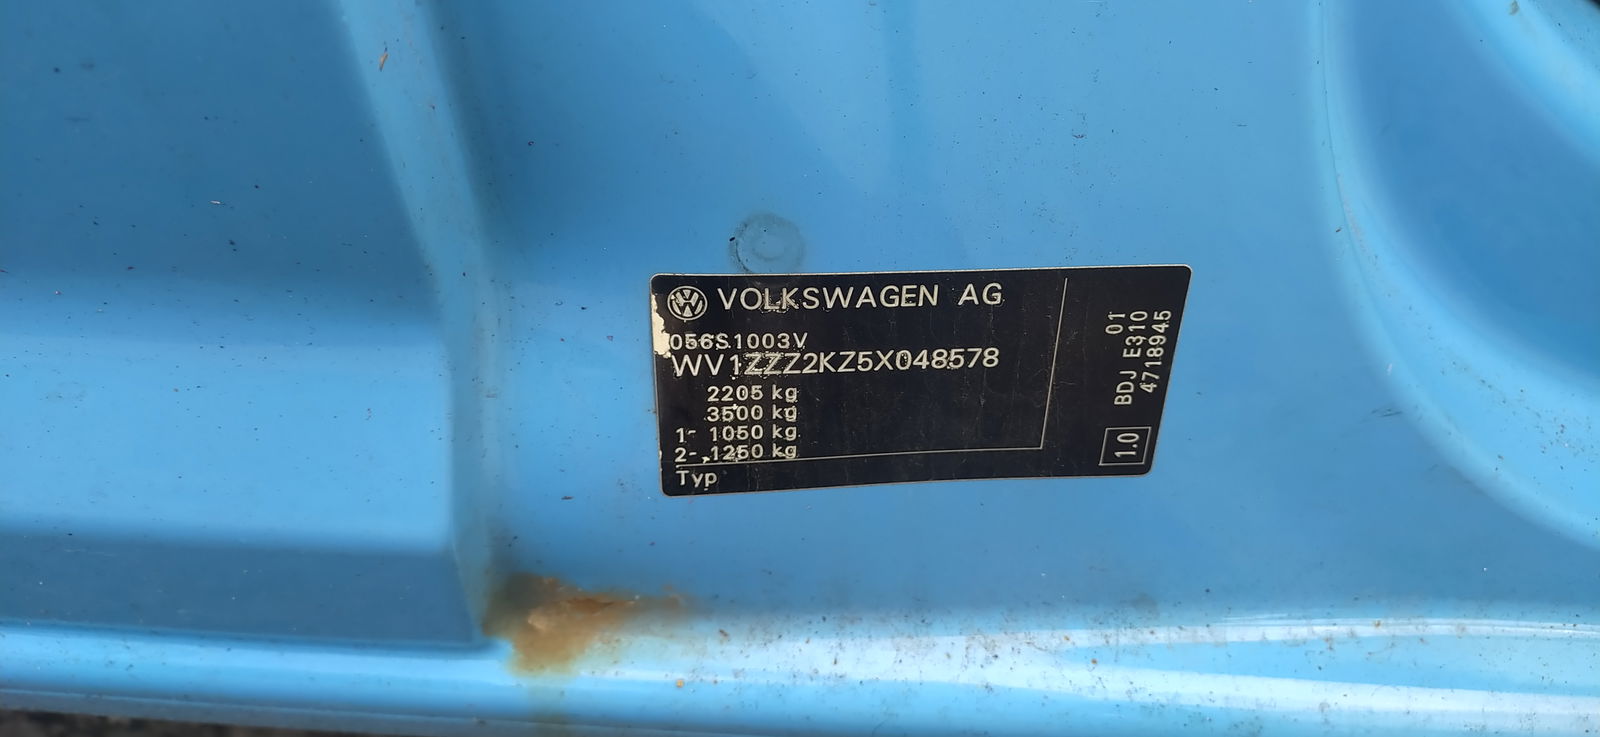 VOLKSWAGEN AG
056S1003V
WV1ZZZ2KZ5X048578
2205 kg
3500 kg
1- 1050 kg
2- 1250 kg
Typ
01
BDJ E310
4718945
1.0